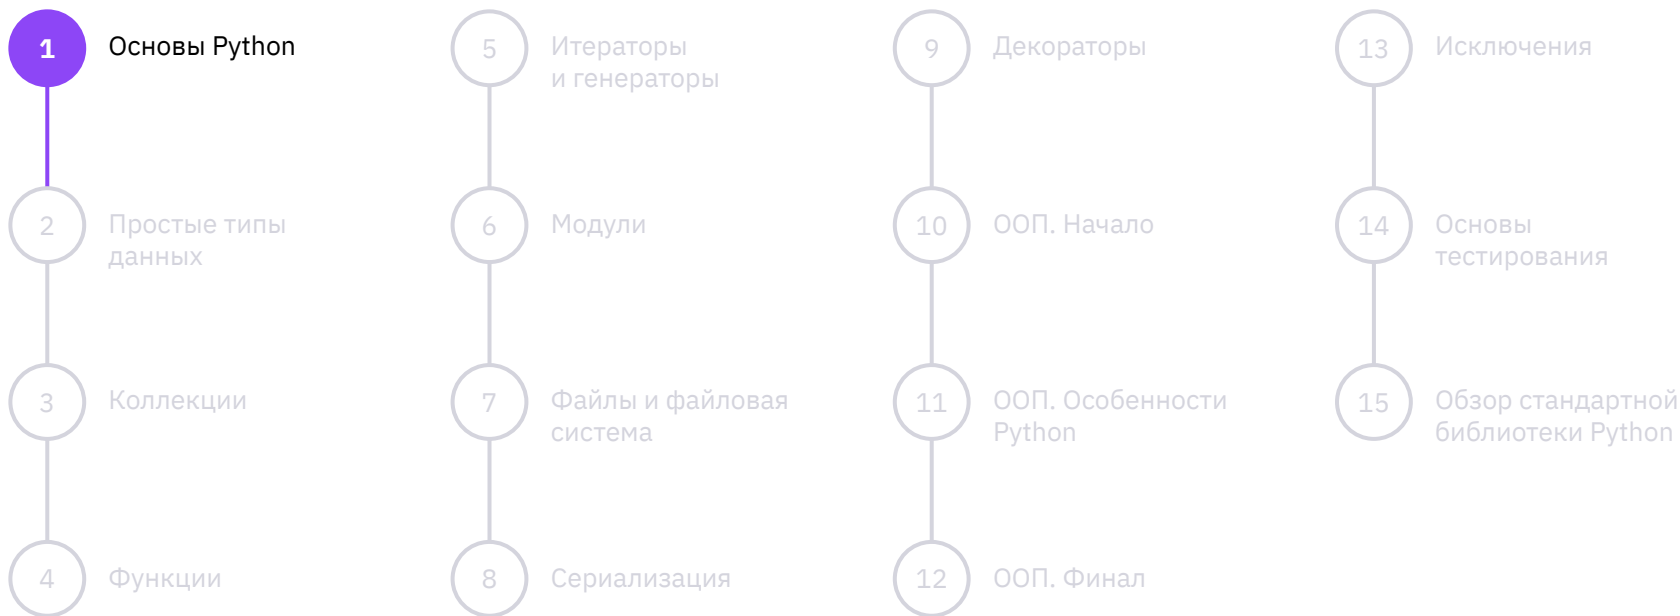 1
Основы Python
2
Простые типы
данных
3
Коллекции
4
Функции
5
Итераторы
и генераторы
6
Модули
7
Файлы и файловая
система
8
Сериализация
9
Декораторы
10
ООП. Начало
11
ООП. Особенности
Python
12
ООП. Финал
13
Исключения
14
Основы
тестирования
15
Обзор стандартной
библиотеки Python